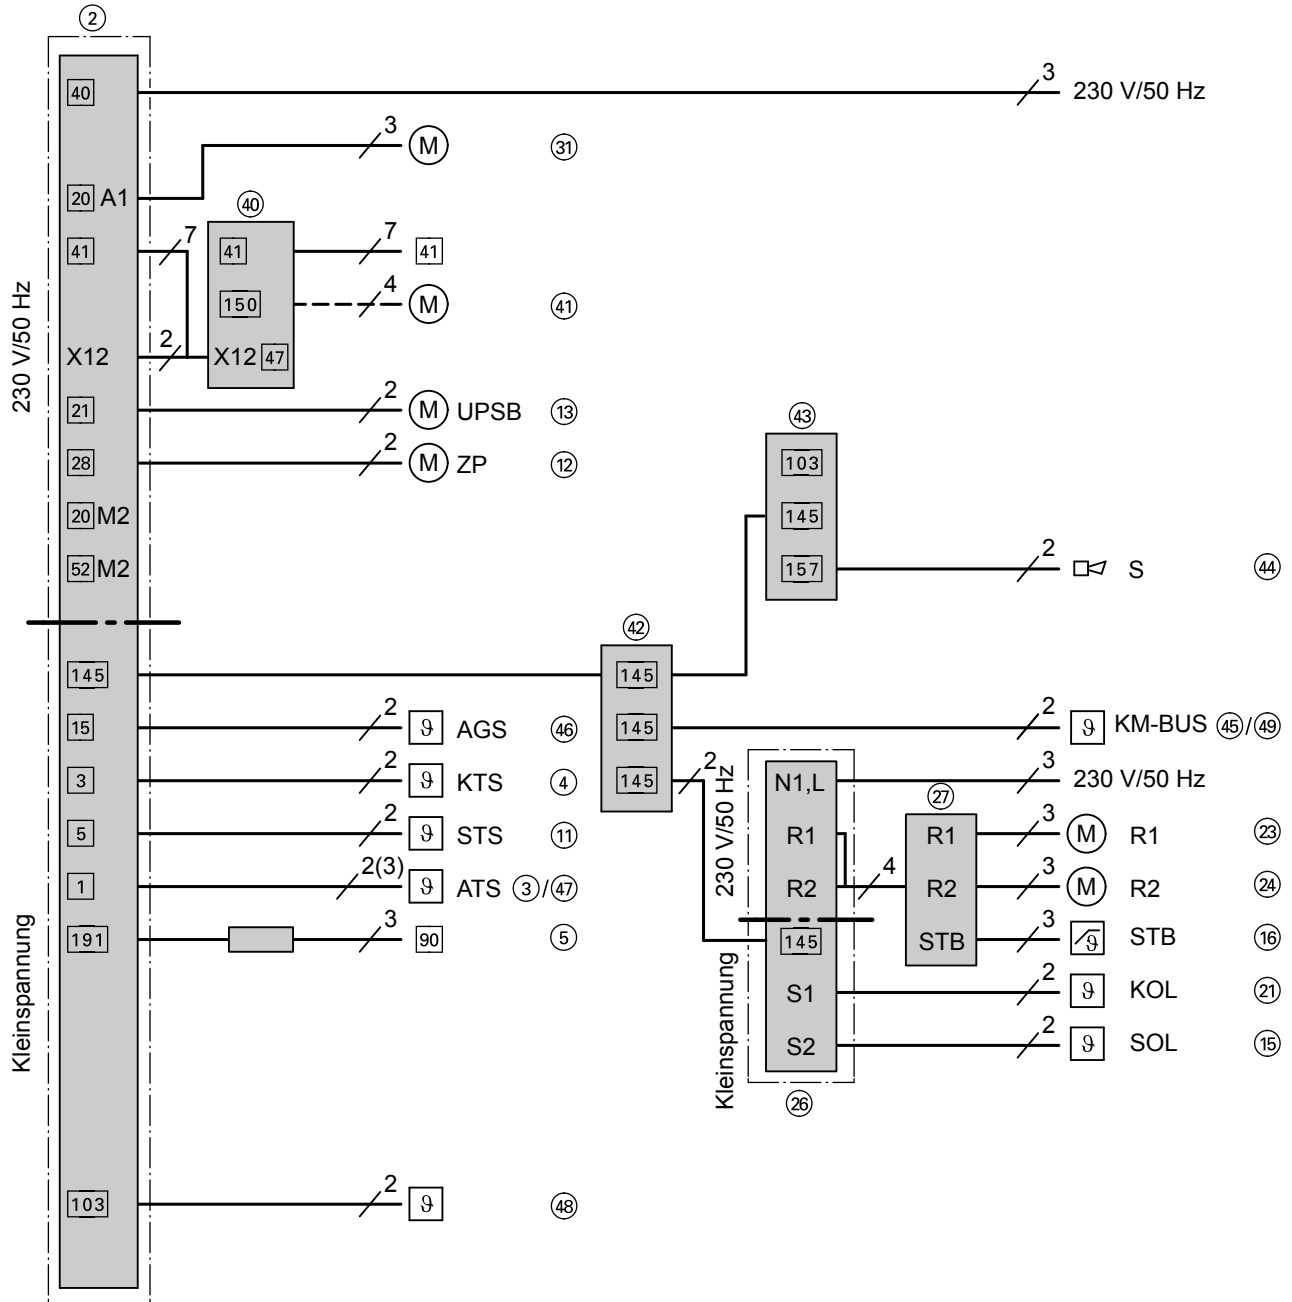 2
40
3
230 V/50 Hz
3
M
31
20 A1
40
41
7
41
7
41
150
4
M
41
230 V/50 Hz
X12
2
X12 47
21
2
M
UPSB
13
43
28
2
M
ZP
12
103
20 M2
145
52 M2
157
2
S
44
42
145
145
15
2
ϑ
AGS
46
145
2
ϑ
KM-BUS 45/49
3
2
ϑ
KTS
4
145
2
230 V/50 Hz
N1,L
3
230 V/50 Hz
27
5
2
ϑ
STS
11
R1
R1
3
M
R1
23
1
2(3)
ϑ
ATS 3/47
R2
4
R2
3
M
R2
24
Kleinspannung
191
3
90
5
145
STB
3
ϑ
STB
16
Kleinspannung
S1
2
ϑ
KOL
21
S2
2
ϑ
SOL
15
26
103
2
ϑ
48